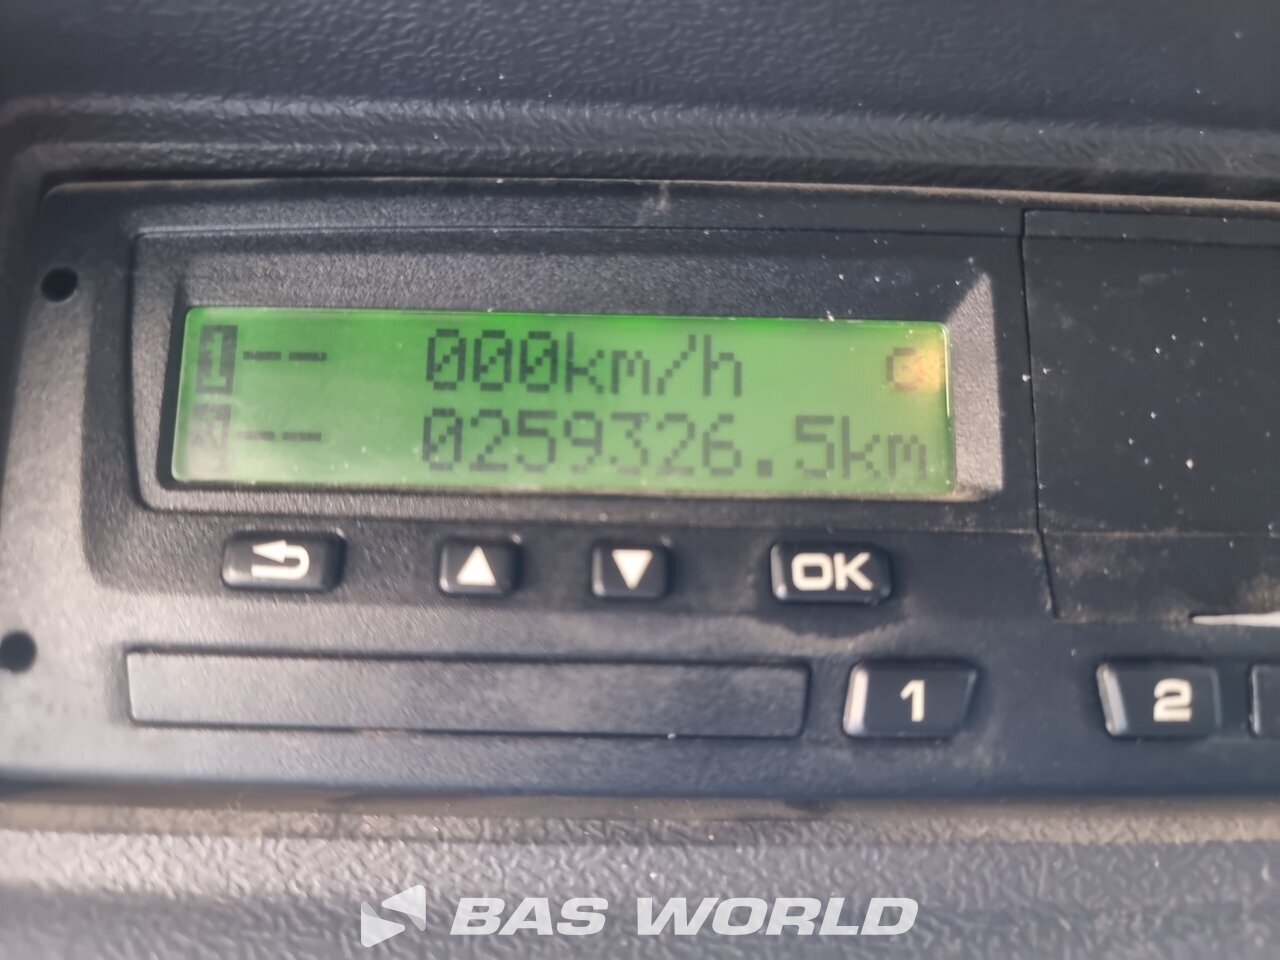 1-- 000km/h
2-- 0259326.5km
OK
1 2
BAS WORLD